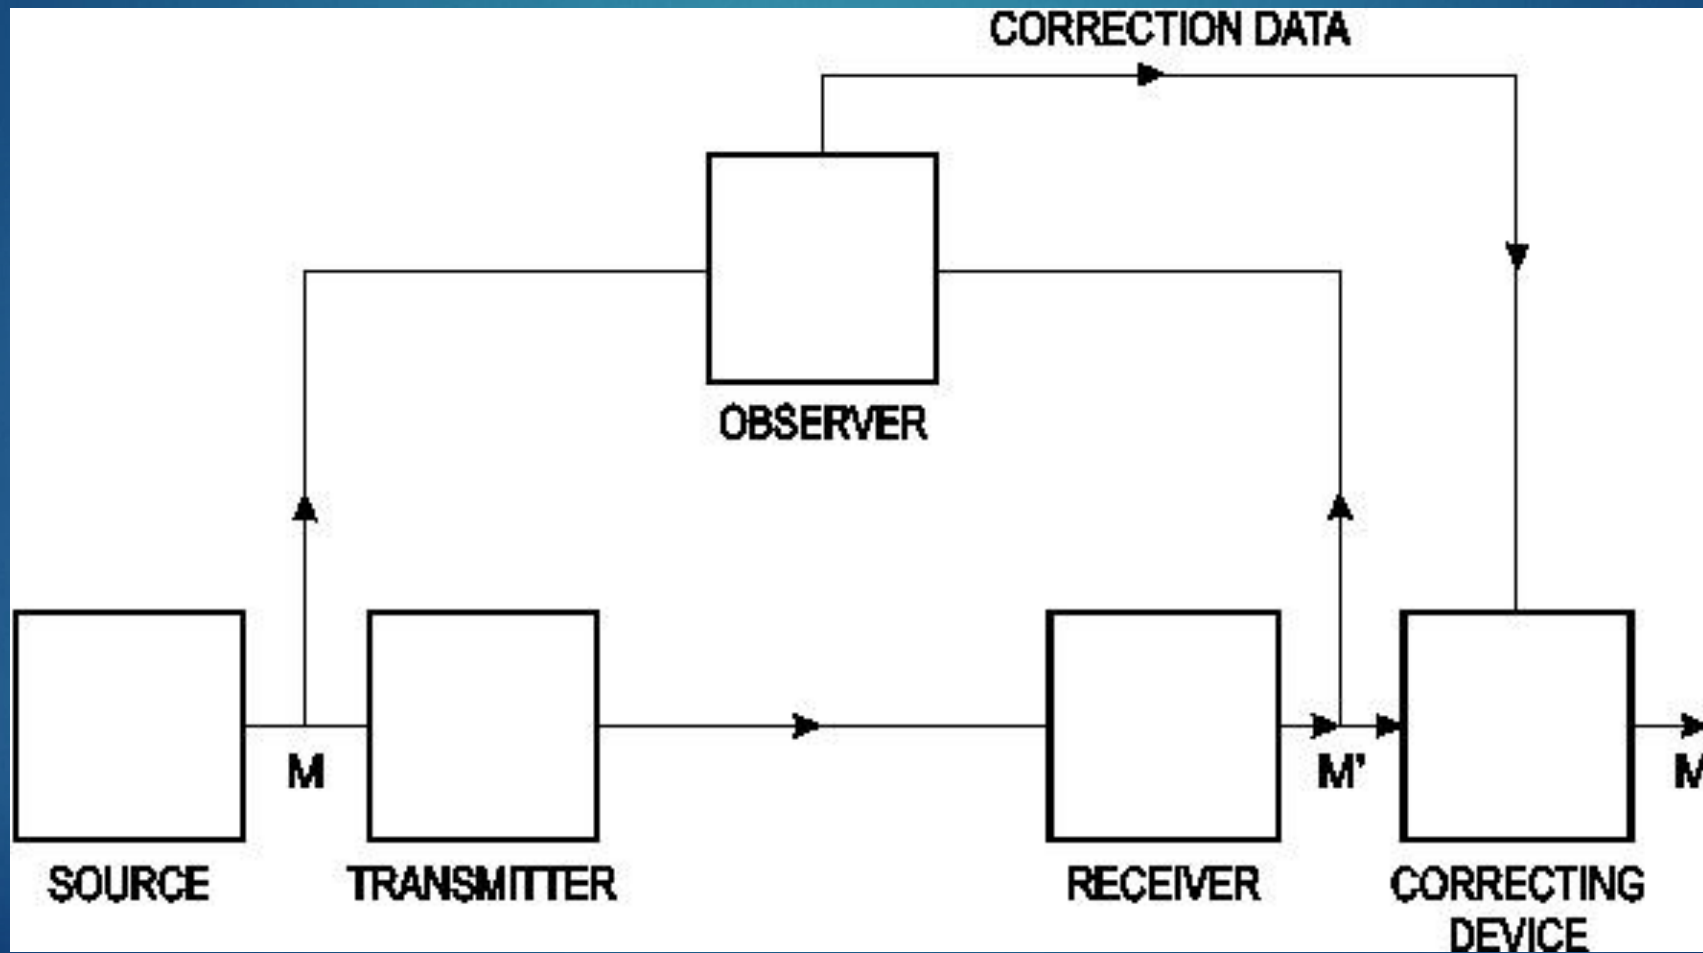 CORRECTION DATA
OBSERVER
M
M'
M
SOURCE
TRANSMITTER
RECEIVER
CORRECTING
DEVICE